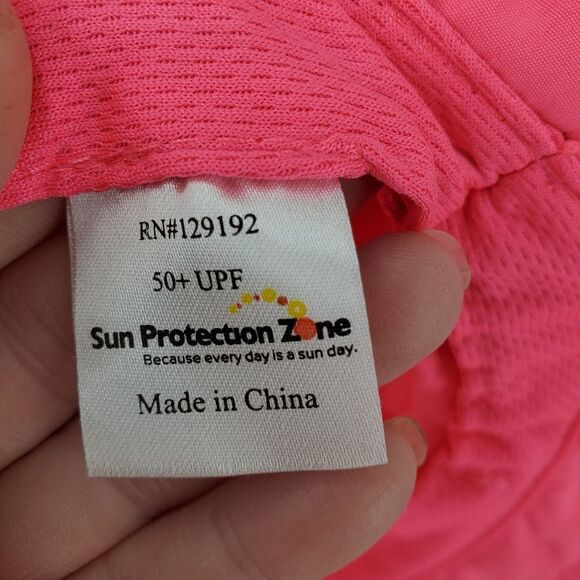 RN#129192
50+ UPF
Sun Protection Zone
Because every day is a sun day.
Made in China